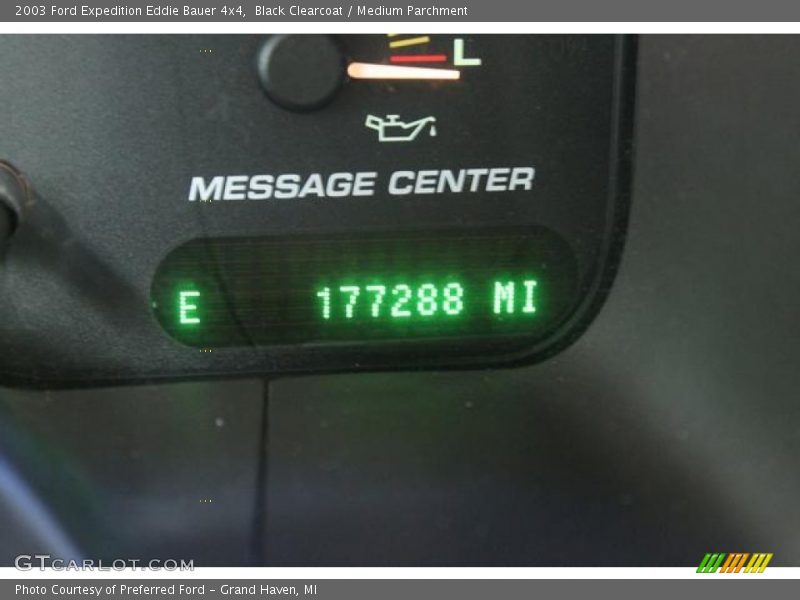 2003 Ford Expedition Eddie Bauer 4x4,  Black Clearcoat / Medium Parchment
L
MESSAGE CENTER
E 177288 MI
GTCARLOT.COM
Photo Courtesy of Preferred Ford - Grand Haven, MI